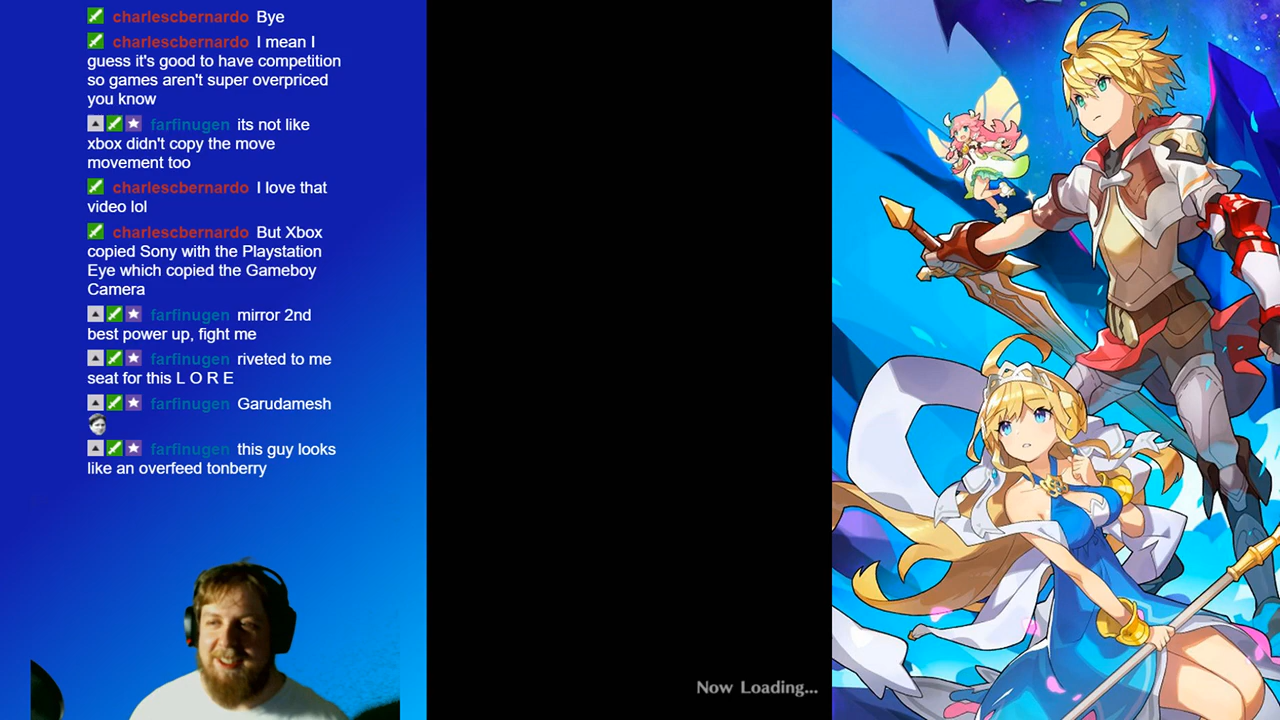 charlescbernardo Bye
charlescbernardo I mean I
guess it's good to have competition
so games aren't super overpriced
you know
farfinugen its not like
xbox didn't copy the move
movement too
charlescbernardo I love that
video lol
charlescbernardo But Xbox
copied Sony with the Playstation
Eye which copied the Gameboy
Camera
farfinugen mirror 2nd
best power up, fight me
farfinugen riveted to me
seat for this L O R E
farfinugen Garudamesh
farfinugen this guy looks
like an overfeed tonberry
Now Loading...